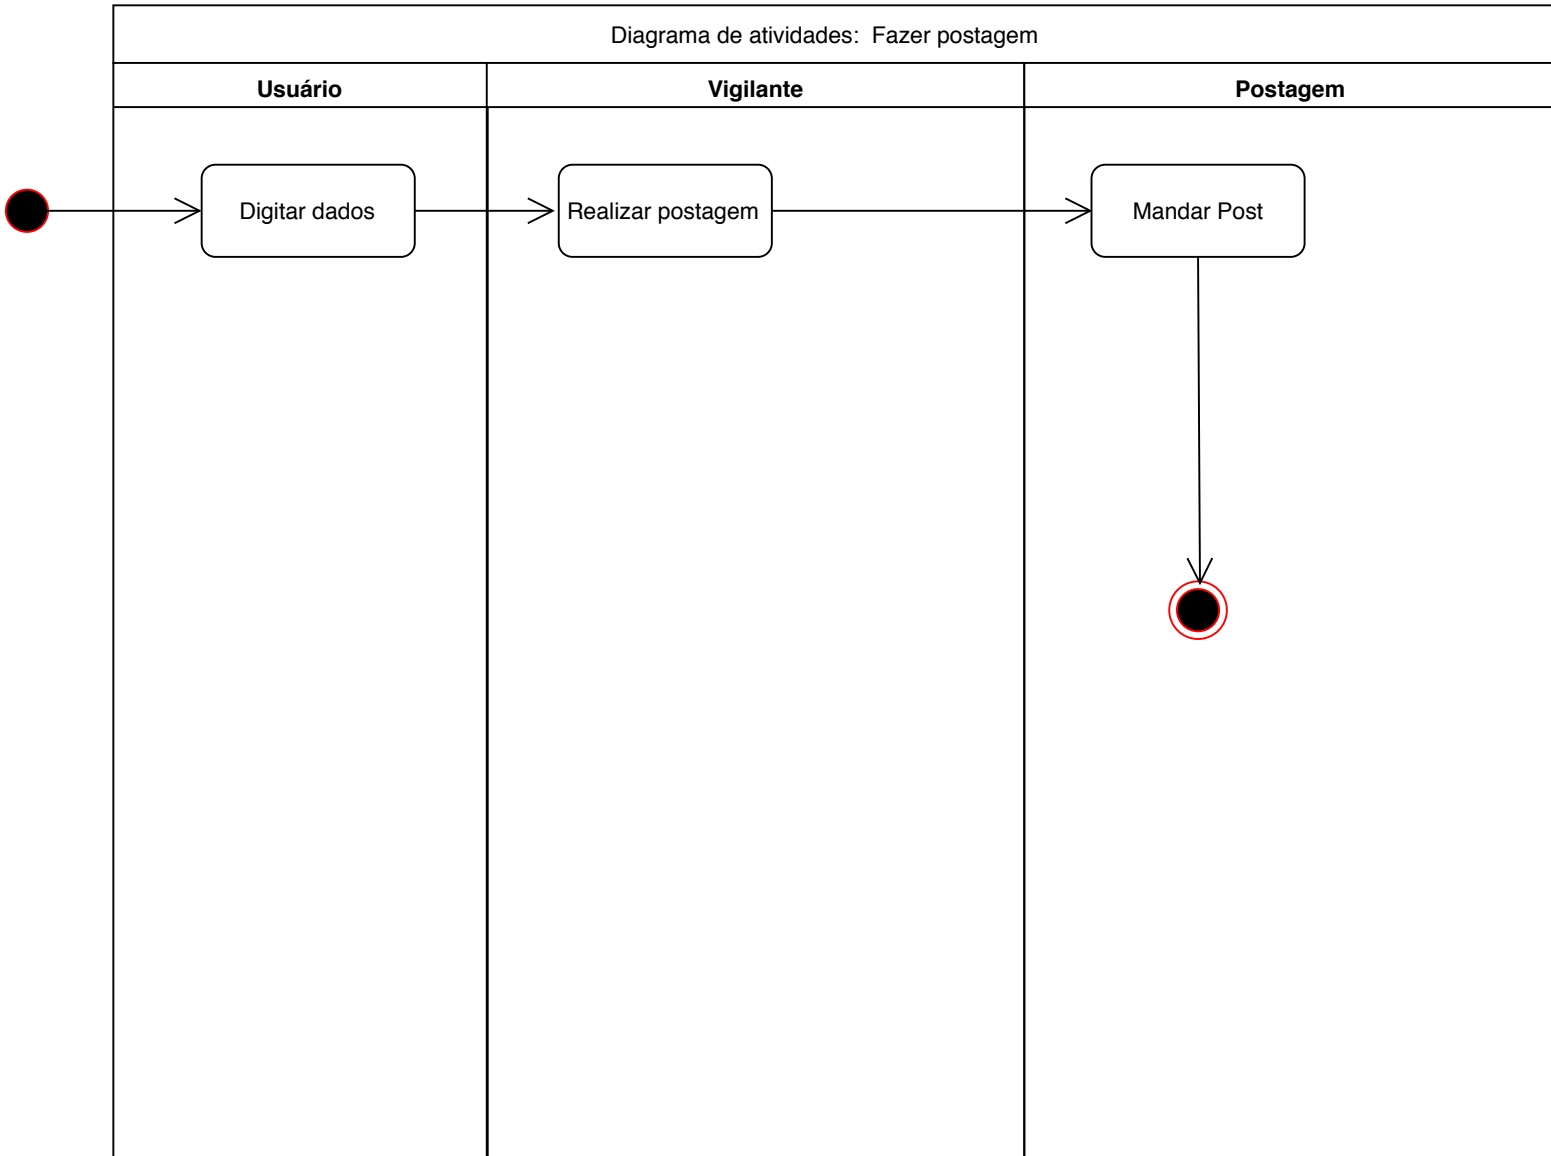 Diagrama de atividades:  Fazer postagem
Usuário
Vigilante
Postagem
Digitar dados
Realizar postagem
Mandar Post